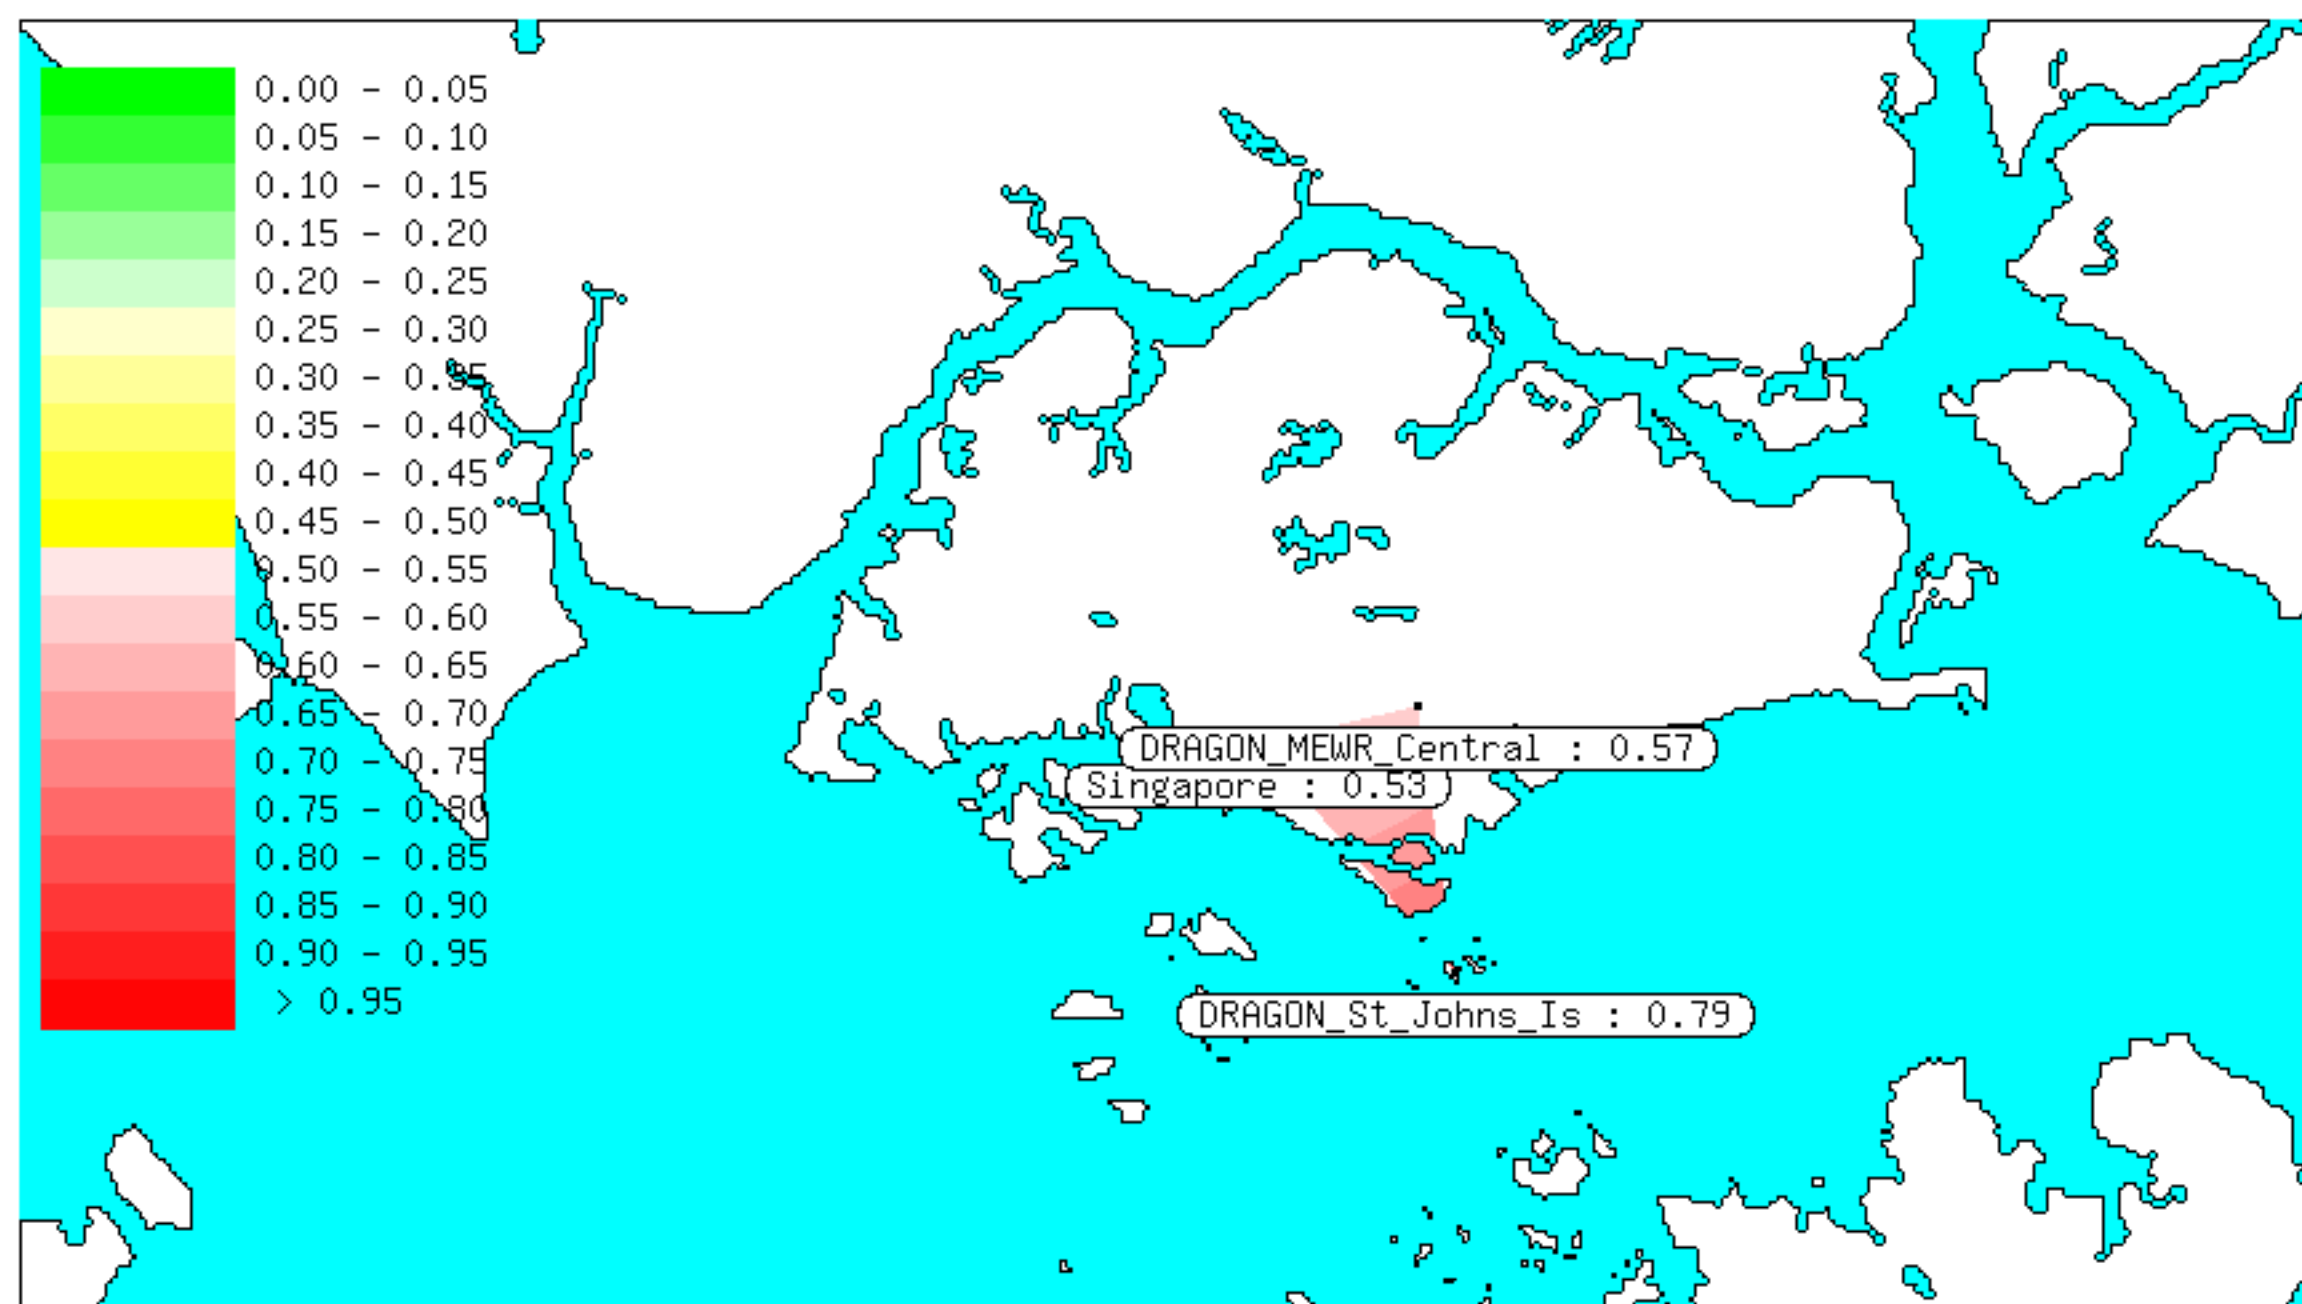 0.00 - 0.05
0.05 - 0.10
0.10 - 0.15
0.15 - 0.20
0.20 - 0.25
0.25 - 0.30
0.30 - 0.35
0.35 - 0.40
0.40 - 0.45
0.45 - 0.50
0.50 - 0.55
0.55 - 0.60
0.60 - 0.65
0.65 - 0.70
0.70 - 0.75
0.75 - 0.80
0.80 - 0.85
0.85 - 0.90
0.90 - 0.95
> 0.95
DRAGON_MEWR_Central : 0.57
Singapore : 0.53
DRAGON_St_Johns_Is : 0.79